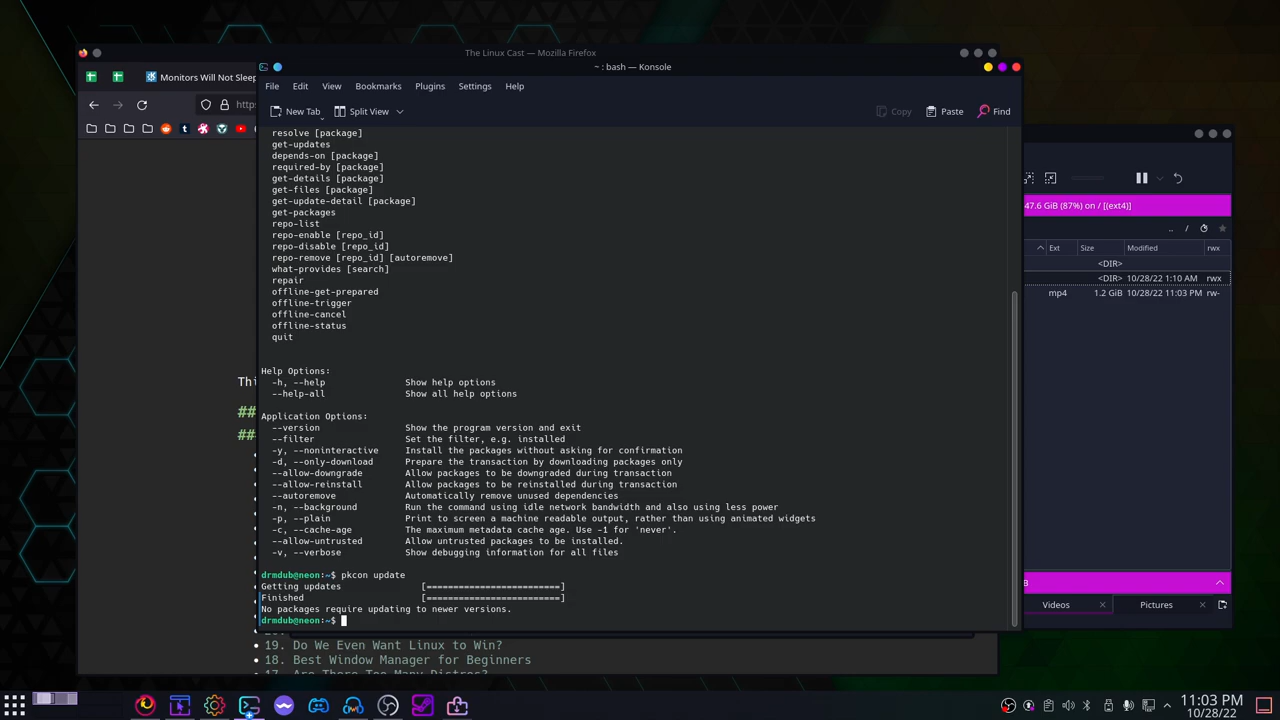 The Linux Cast — Mozilla Firefox
Monitors Will Not Sleep
~ : bash — Konsole
File Edit View Bookmarks Plugins Settings Help
New Tab Split View Copy Paste Find
resolve [package]
get-updates
depends-on [package]
required-by [package]
get-details [package]
get-files [package]
get-update-detail [package]
get-packages
repo-list
repo-enable [repo_id]
repo-disable [repo_id]
repo-remove [repo_id] [autoremove]
what-provides [search]
repair
offline-get-prepared
offline-trigger
offline-cancel
offline-status
quit
Help Options:
-h, --help Show help options
--help-all Show all help options
Application Options:
--version Show the program version and exit
--filter Set the filter, e.g. installed
-y, --noninteractive Install the packages without asking for confirmation
-d, --only-download Prepare the transaction by downloading packages only
--allow-downgrade Allow packages to be downgraded during transaction
--allow-reinstall Allow packages to be reinstalled during transaction
--autoremove Automatically remove unused dependencies
-n, --background Run the command using idle network bandwidth and also using less power
-p, --plain Print to screen a machine readable output, rather than using animated widgets
-c, --cache-age The maximum metadata cache age. Use -1 for 'never'.
--allow-untrusted Allow untrusted packages to be installed.
-v, --verbose Show debugging information for all files
drmdub@neon:~$ pkcon update
Getting updates [=========================]
Finished [=========================]
No packages require updating to newer versions.
drmdub@neon:~$
http
Thi
##
##
19. Do We Even Want Linux to Win?
18. Best Window Manager for Beginners
17. Are There Too Many Distros?
47.6 GiB (87%) on / [(ext4)]
.. /
Ext Size Modified rwx
<DIR>
<DIR> 10/28/22 1:10 AM rwx
mp4 1.2 GiB 10/28/22 11:03 PM rw-
B
Videos Pictures
11:03 PM
10/28/22